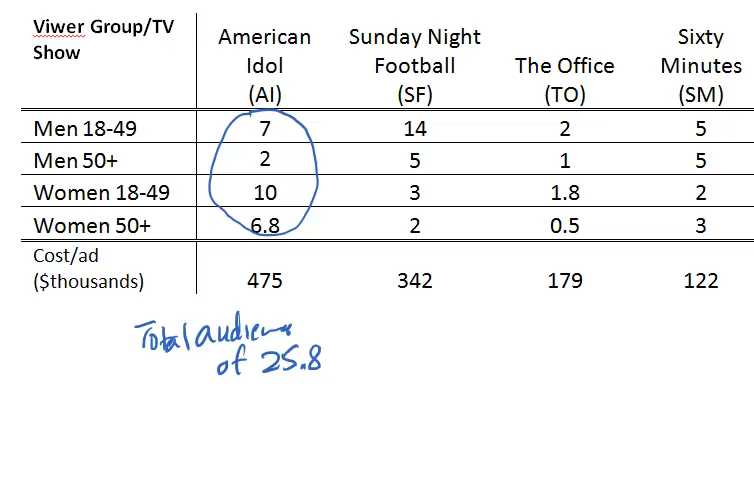 Viwer Group/TV Show American Idol (AI) Sunday Night Football (SF) The Office (TO) Sixty Minutes (SM)
Men 18-49 7 14 2 5
Men 50+ 2 5 1 5
Women 18-49 10 3 1.8 2
Women 50+ 6.8 2 0.5 3
Cost/ad ($thousands) 475 342 179 122
Total audience
of 25.8